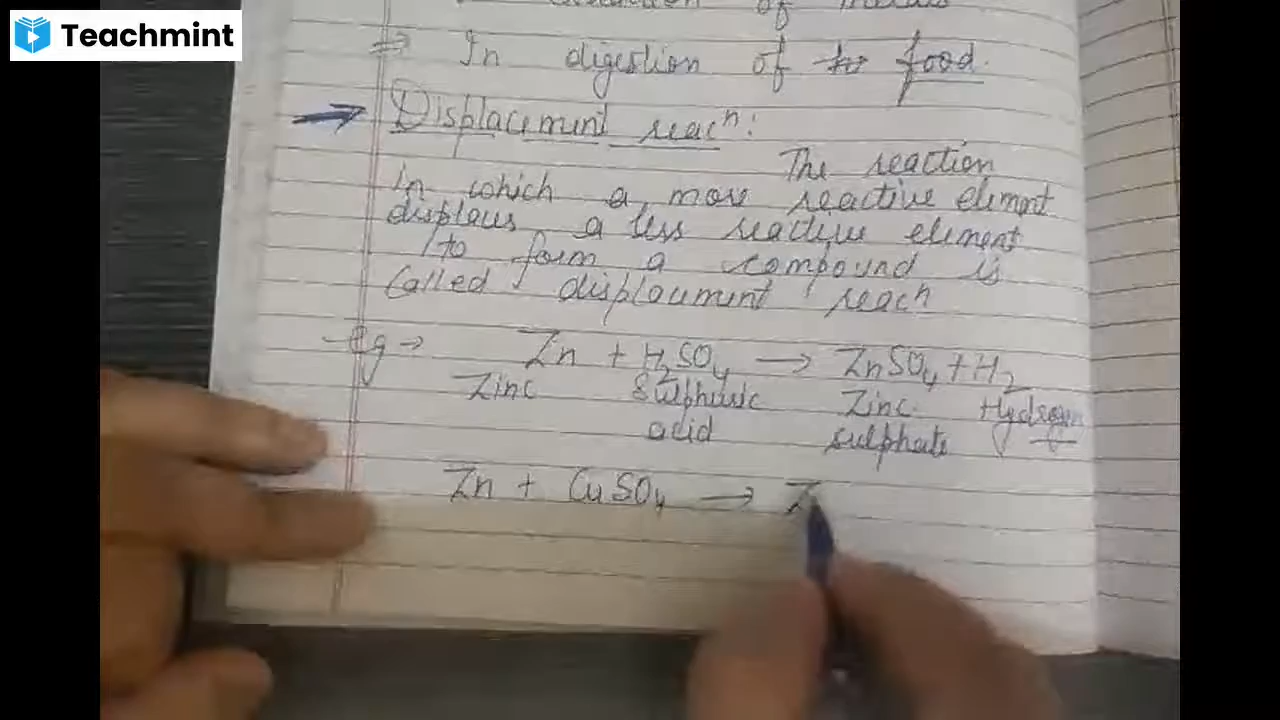 Teachmint
of
⇒ In digestion of food.
→ Displacement reacⁿ:
The reaction
in which a more reactive element
displaces a less reactive element
to form a compound is
called displacement reacⁿ
Eg → Zn + H₂SO₄ → ZnSO₄ + H₂
Zinc Sulphuric Zinc Hydrogen
acid sulphate
Zn + CuSO₄ → Z